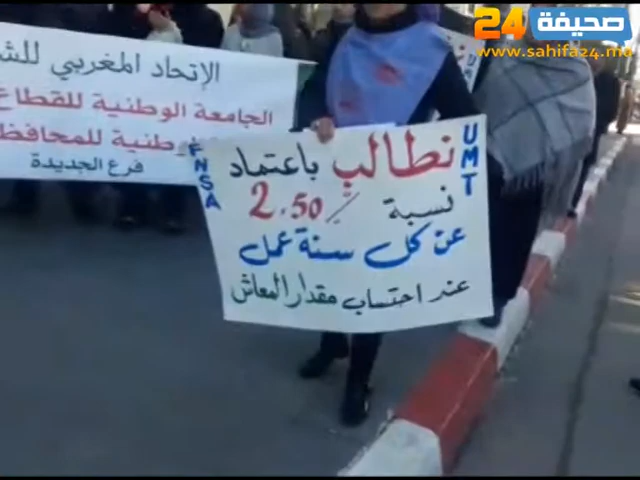 صحيفة 24
www.sahifa24.ma
الإتحاد المغربي للش
الجامعة الوطنية للقطاع
وطنية للمحافظ
فرع الجديدة
نطالب باعتماد
نسبة 2.50%
عن كل سنة عمل
عند احتساب مقدار المعاش
UMT
FNSA